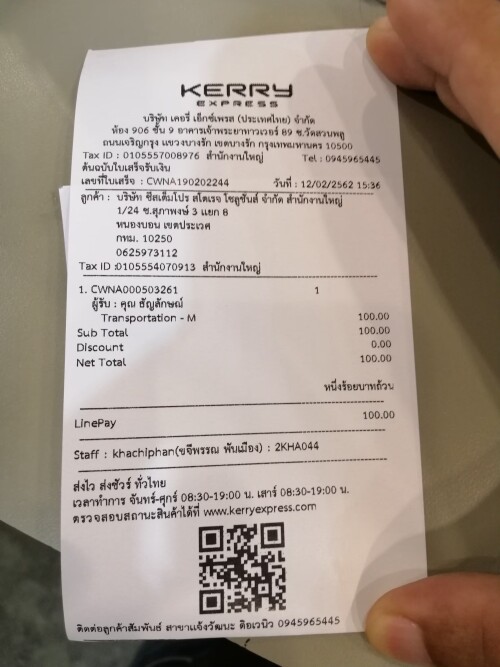 KERRY
EXPRESS
บริษัท เคอรี่ เอ็กซ์เพรส (ประเทศไทย) จำกัด
ห้อง 906 ชั้น 9 อาคารเจ้าพระยาทาวเวอร์ 89 ซ.วัดสวนพลู
ถนนเจริญกรุง แขวงบางรัก เขตบางรัก กรุงเทพมหานคร 10500
Tax ID : 0105557008976 สำนักงานใหญ่ Tel : 0945965445
ต้นฉบับใบเสร็จรับเงิน
เลขที่ใบเสร็จ : CWNA190202244 วันที่ : 12/02/2562 15:36
ลูกค้า : บริษัท ซีสเต็มโปร สโตเรจ โซลูชันส์ จำกัด สำนักงานใหญ่
1/24 ซ.สุภาพงษ์ 3 แยก 8
หนองบอน เขตประเวศ
กทม. 10250
0625973112
Tax ID :0105554070913 สำนักงานใหญ่
1. CWNA000503261 1
ผู้รับ : คุณ ธัญลักษณ์
Transportation - M 100.00
Sub Total 100.00
Discount 0.00
Net Total 100.00
หนึ่งร้อยบาทถ้วน
LinePay 100.00
Staff : khachiphan(ขจีพรรณ พันเมือง) : 2KHA044
ส่งไว ส่งชัวร์ ทั่วไทย
เวลาทำการ จันทร์-ศุกร์ 08:30-19:00 น. เสาร์ 08:30-19:00 น.
ตรวจสอบสถานะสินค้าได้ที่ www.kerryexpress.com
ติดต่อลูกค้าสัมพันธ์ สาขาแจ้งวัฒนะ ดิอเวนิว 0945965445